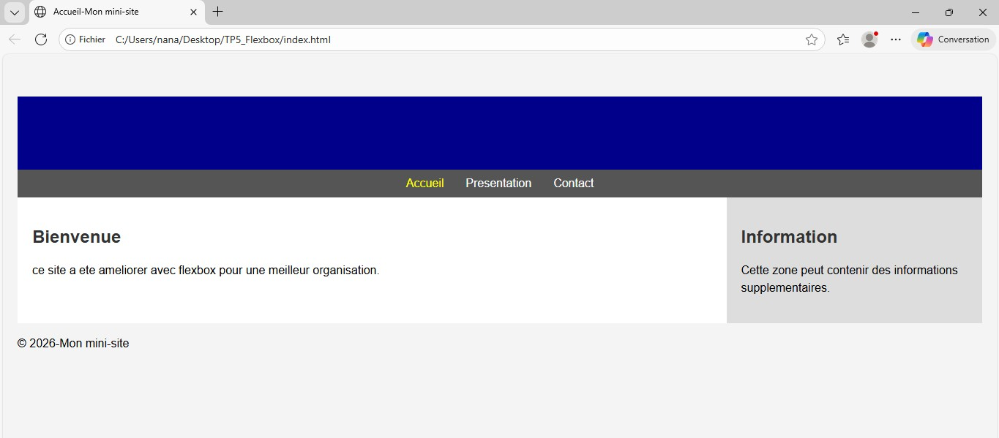 Accueil-Mon mini-site
Fichier C:/Users/nana/Desktop/TP5_Flexbox/index.html
Conversation
Accueil Presentation Contact
Bienvenue
ce site a ete ameliorer avec flexbox pour une meilleur organisation.
Information
Cette zone peut contenir des informations
supplementaires.
© 2026-Mon mini-site